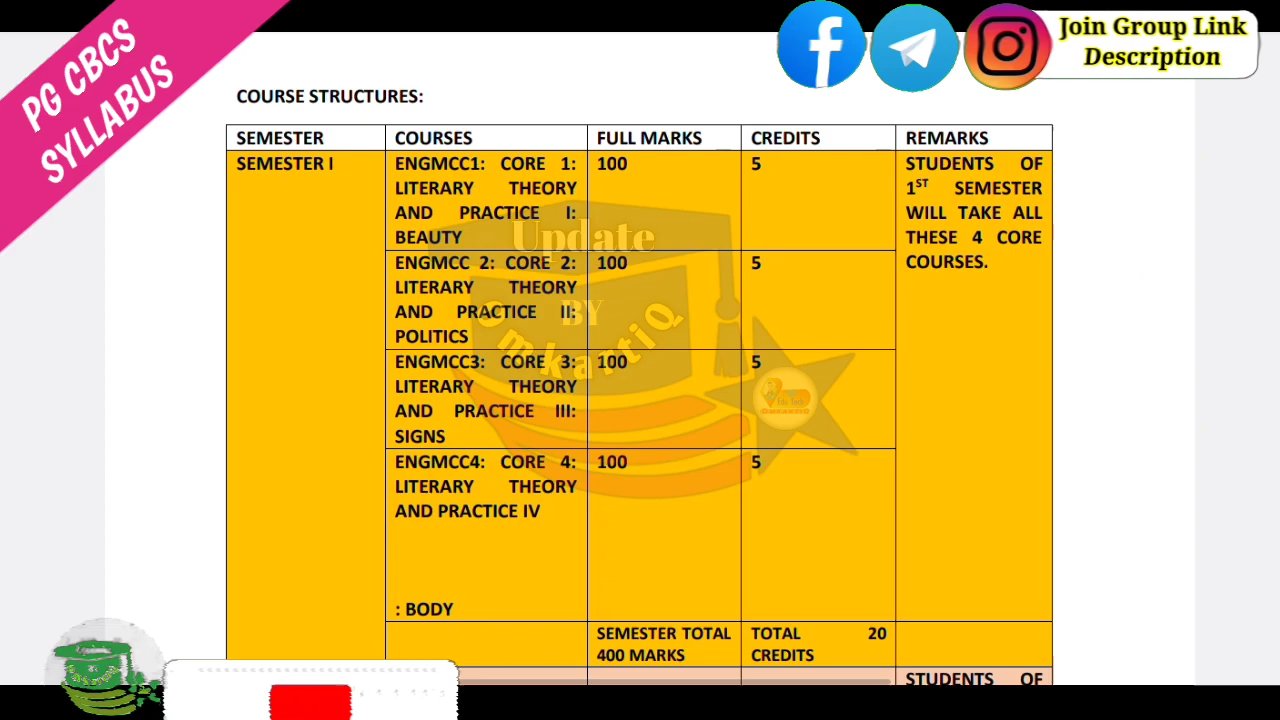 PG CBCS
SYLLABUS
Join Group Link
Description
COURSE STRUCTURES:
SEMESTER COURSES FULL MARKS CREDITS REMARKS
SEMESTER I
ENGMCC1: CORE 1:
LITERARY THEORY
AND PRACTICE I:
BEAUTY
100
5
STUDENTS OF
1ST SEMESTER
WILL TAKE ALL
THESE 4 CORE
COURSES.
ENGMCC 2: CORE 2:
LITERARY THEORY
AND PRACTICE II:
POLITICS
100
5
ENGMCC3: CORE 3:
LITERARY THEORY
AND PRACTICE III:
SIGNS
100
5
ENGMCC4: CORE 4:
LITERARY THEORY
AND PRACTICE IV
: BODY
100
5
SEMESTER TOTAL
400 MARKS
TOTAL 20
CREDITS
STUDENTS OF
Update
BY
OmkartiQ